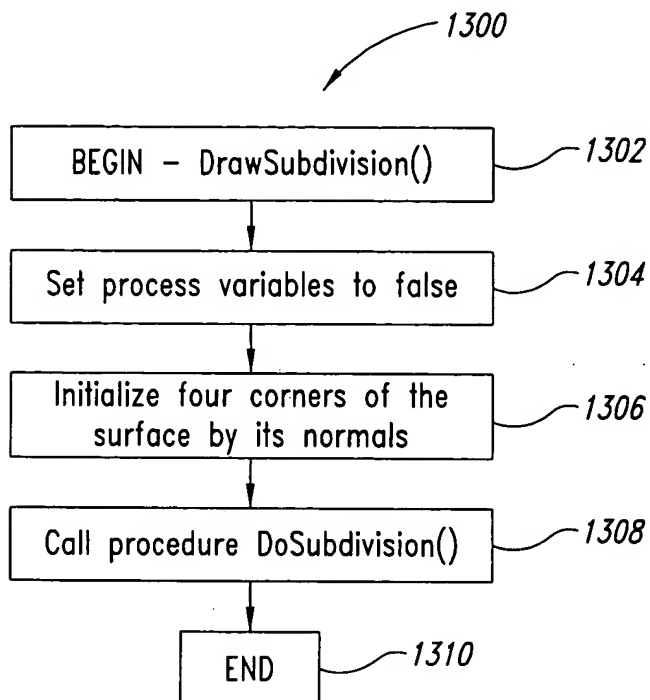 1300
BEGIN - DrawSubdivision()
1302
Set process variables to false
1304
Initialize four corners of the
surface by its normals
1306
Call procedure DoSubdivision()
1308
END
1310